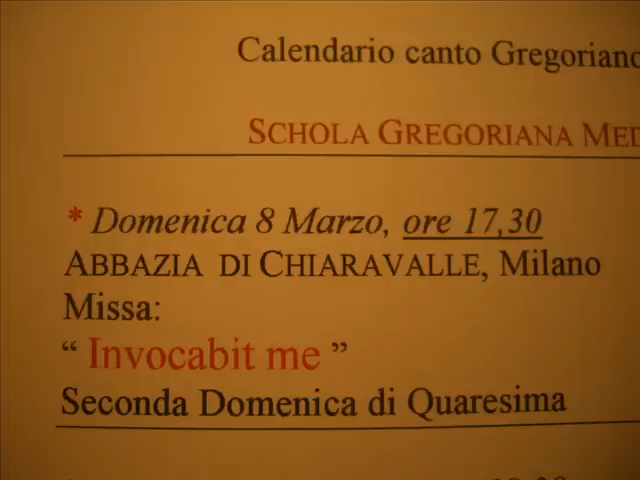 Calendario canto Gregoriano
SCHOLA GREGORIANA MED
* Domenica 8 Marzo, ore 17,30
ABBAZIA DI CHIARAVALLE, Milano
Missa:
“ Invocabit me ”
Seconda Domenica di Quaresima